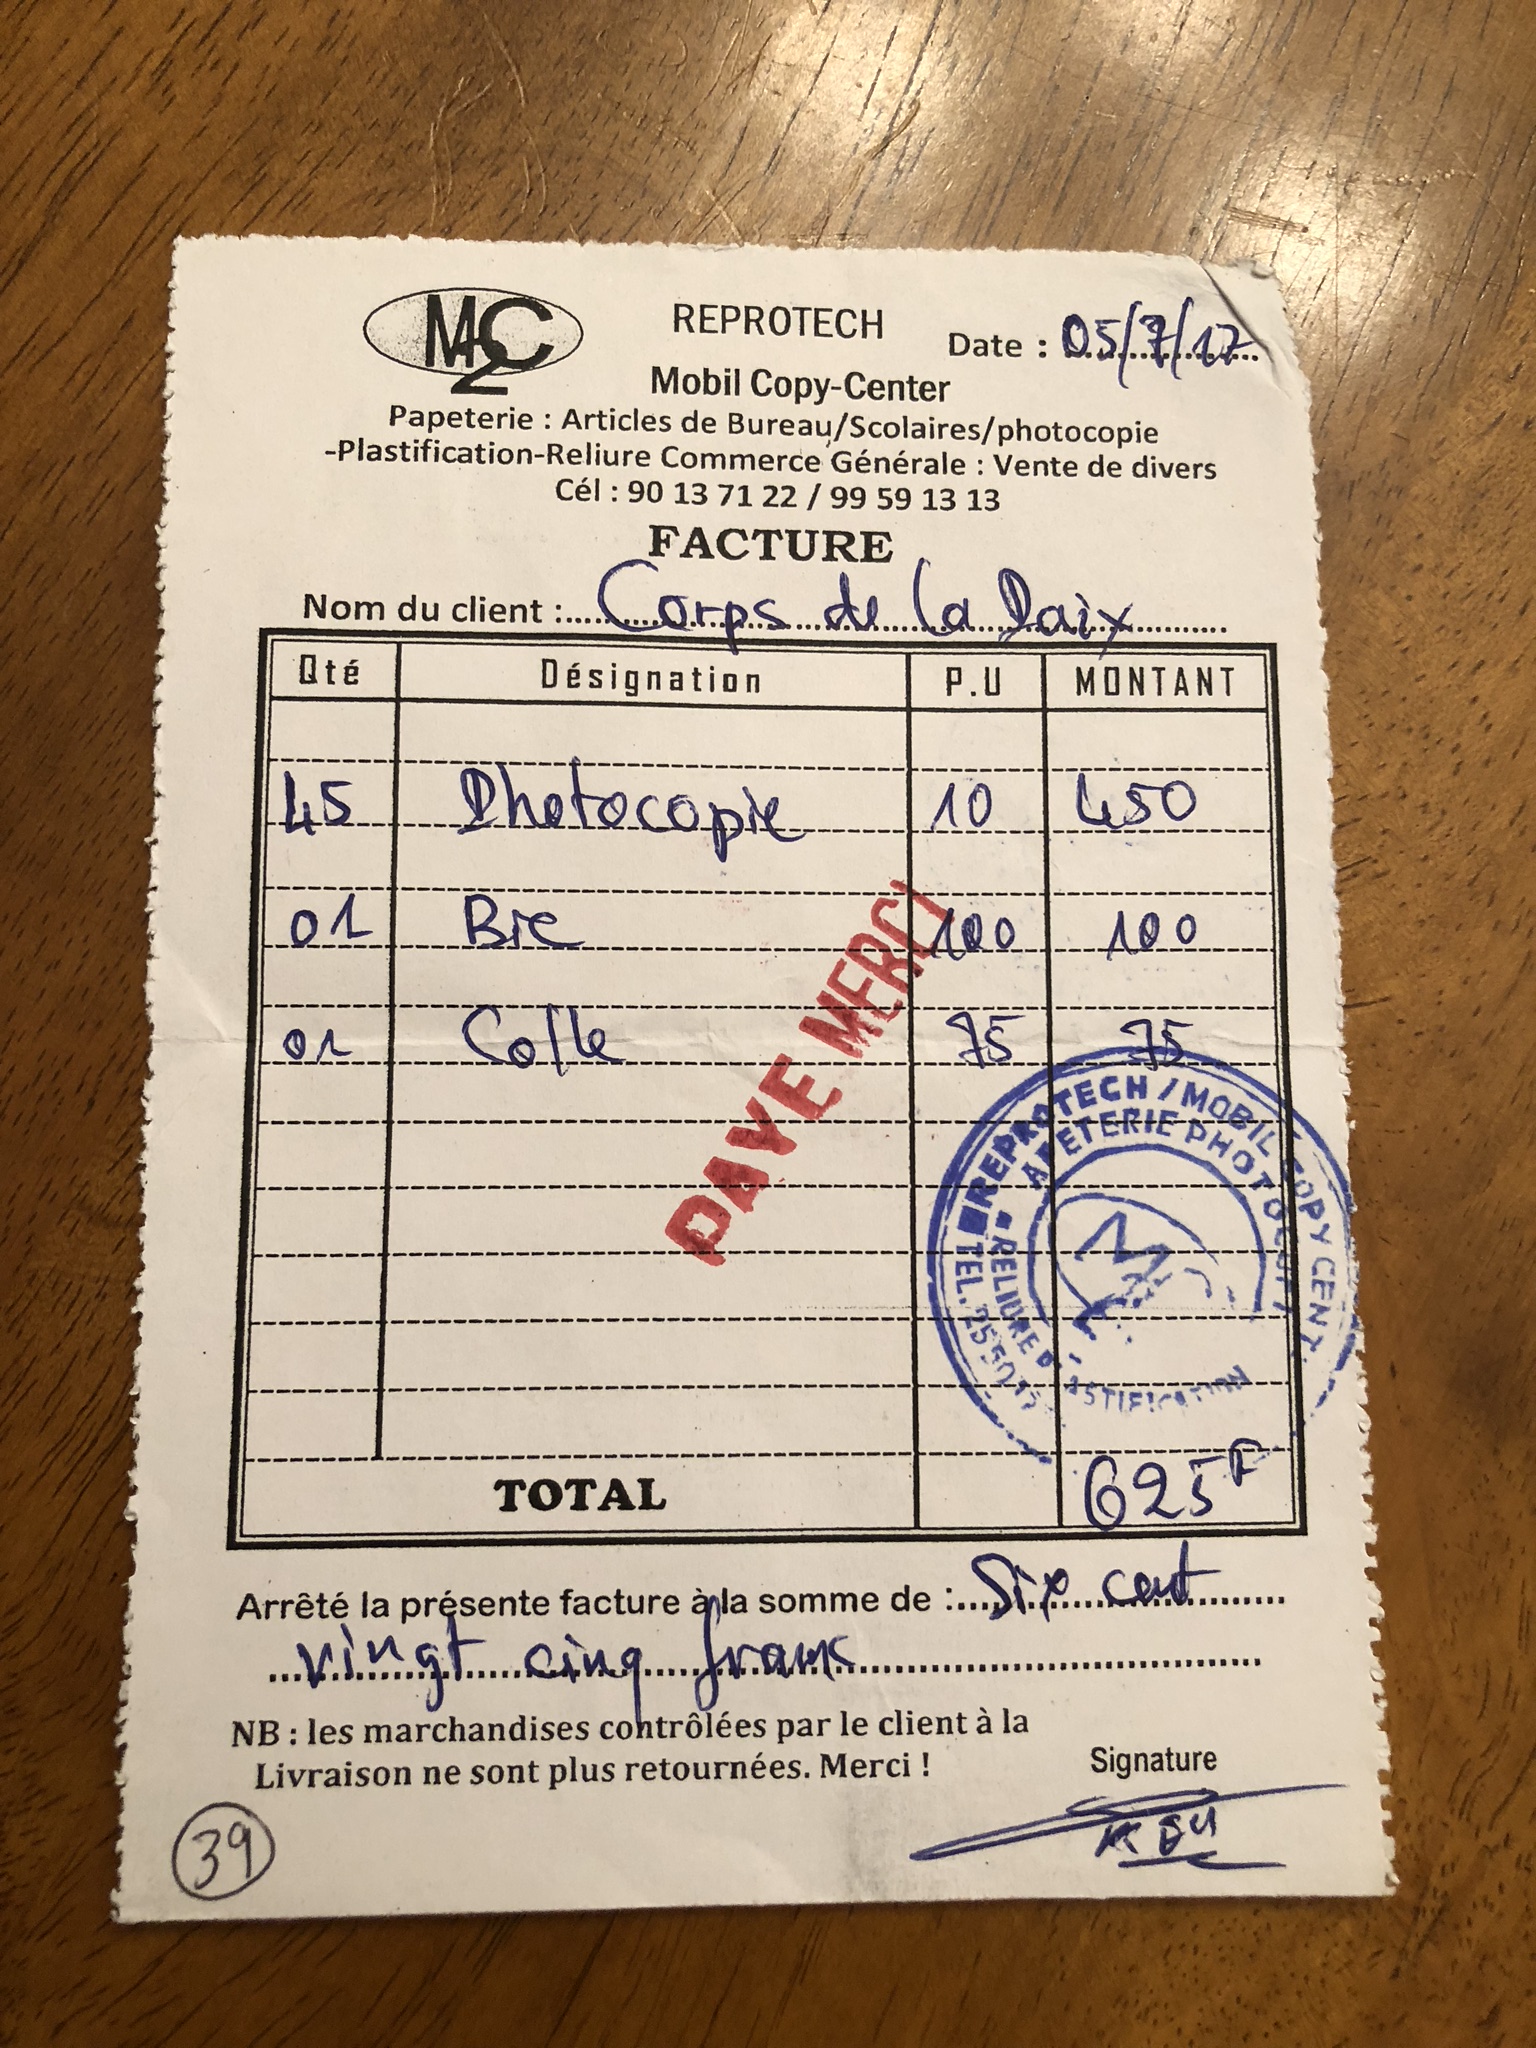 M2C
REPROTECH
Date : 05/7/17
Mobil Copy-Center
Papeterie : Articles de Bureau/Scolaires/photocopie
-Plastification-Reliure Commerce Générale : Vente de divers
Cél : 90 13 71 22 / 99 59 13 13
FACTURE
Nom du client : Corps de la Paix
Qté Désignation P.U MONTANT
45 Photocopie 10 450
01 Bic 100 100
01 Colle 75 75
PAYE MERCI
REPROTECH / MOBIL COPY CENT
APETERIE PHOTOCOPI
RELIURE
TEL.
TOTAL 625F
Arrêté la présente facture à la somme de : Six cent
vingt cinq franc
NB : les marchandises contrôlées par le client à la
Livraison ne sont plus retournées. Merci !
Signature
39